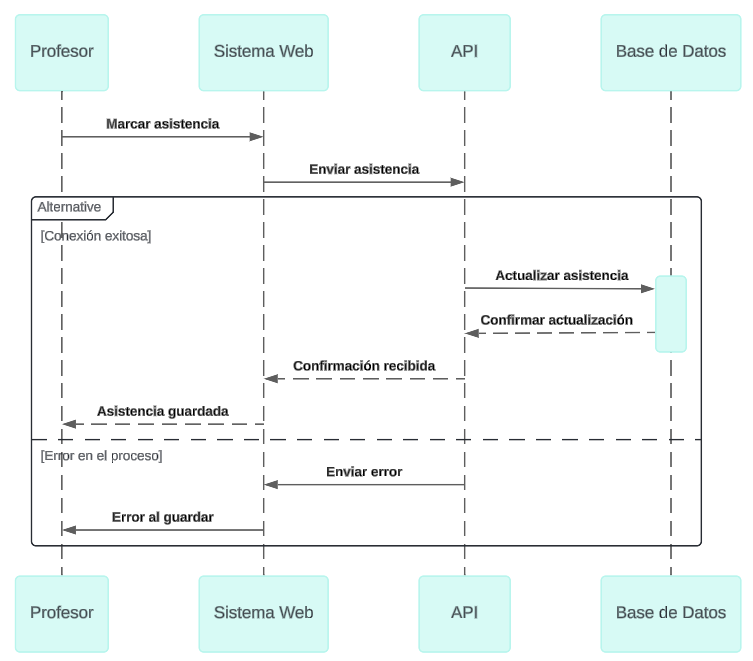 Profesor
Sistema Web
API
Base de Datos
Marcar asistencia
Enviar asistencia
Alternative
[Conexión exitosa]
Actualizar asistencia
Confirmar actualización
Confirmación recibida
Asistencia guardada
[Error en el proceso]
Enviar error
Error al guardar
Profesor
Sistema Web
API
Base de Datos